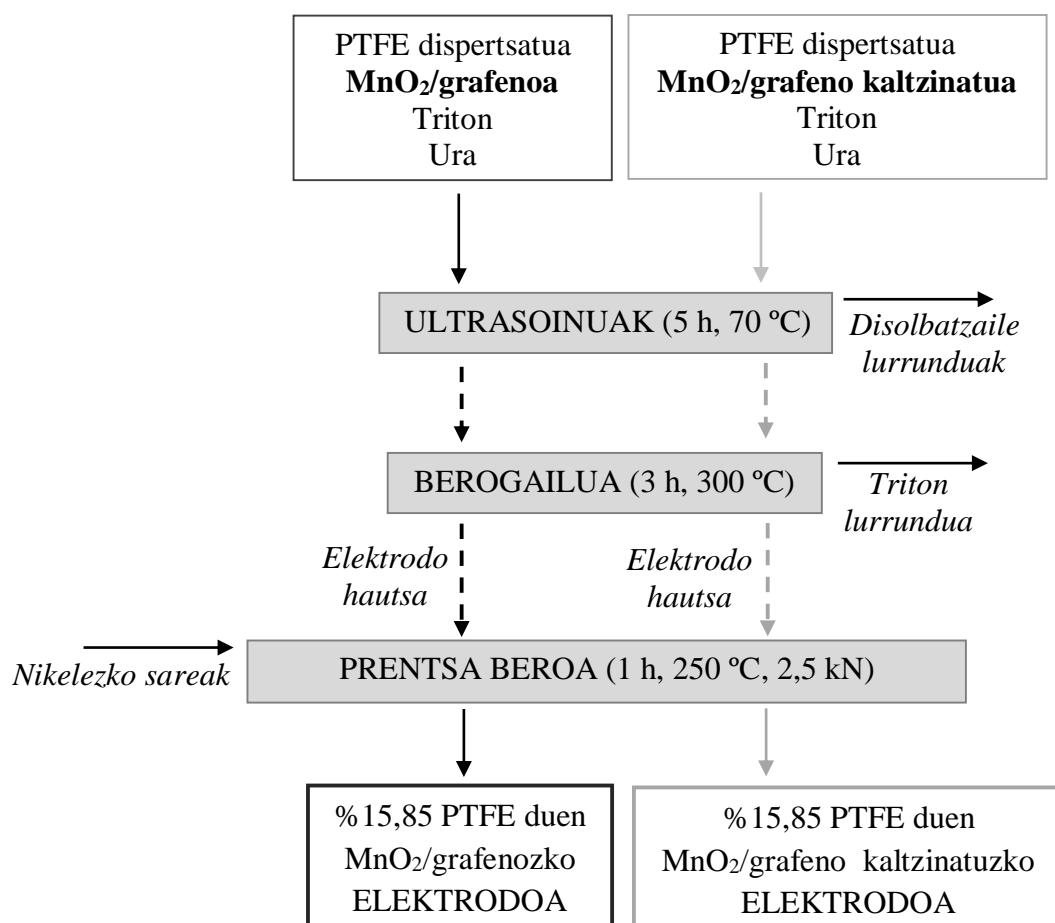 PTFE dispertsatua
MnO₂/grafenoa
Triton
Ura
PTFE dispertsatua
MnO₂/grafeno kaltzinatua
Triton
Ura
ULTRASOINUAK (5 h, 70 ºC)
Disolbatzaile
lurrunduak
BEROGAILUA (3 h, 300 ºC)
Triton
lurrundua
Elektrodo
hautsa
Elektrodo
hautsa
Nikelezko sareak
PRENTSA BEROA (1 h, 250 ºC, 2,5 kN)
%15,85 PTFE duen
MnO₂/grafenozko
ELEKTRODOA
%15,85 PTFE duen
MnO₂/grafeno kaltzinatuzko
ELEKTRODOA